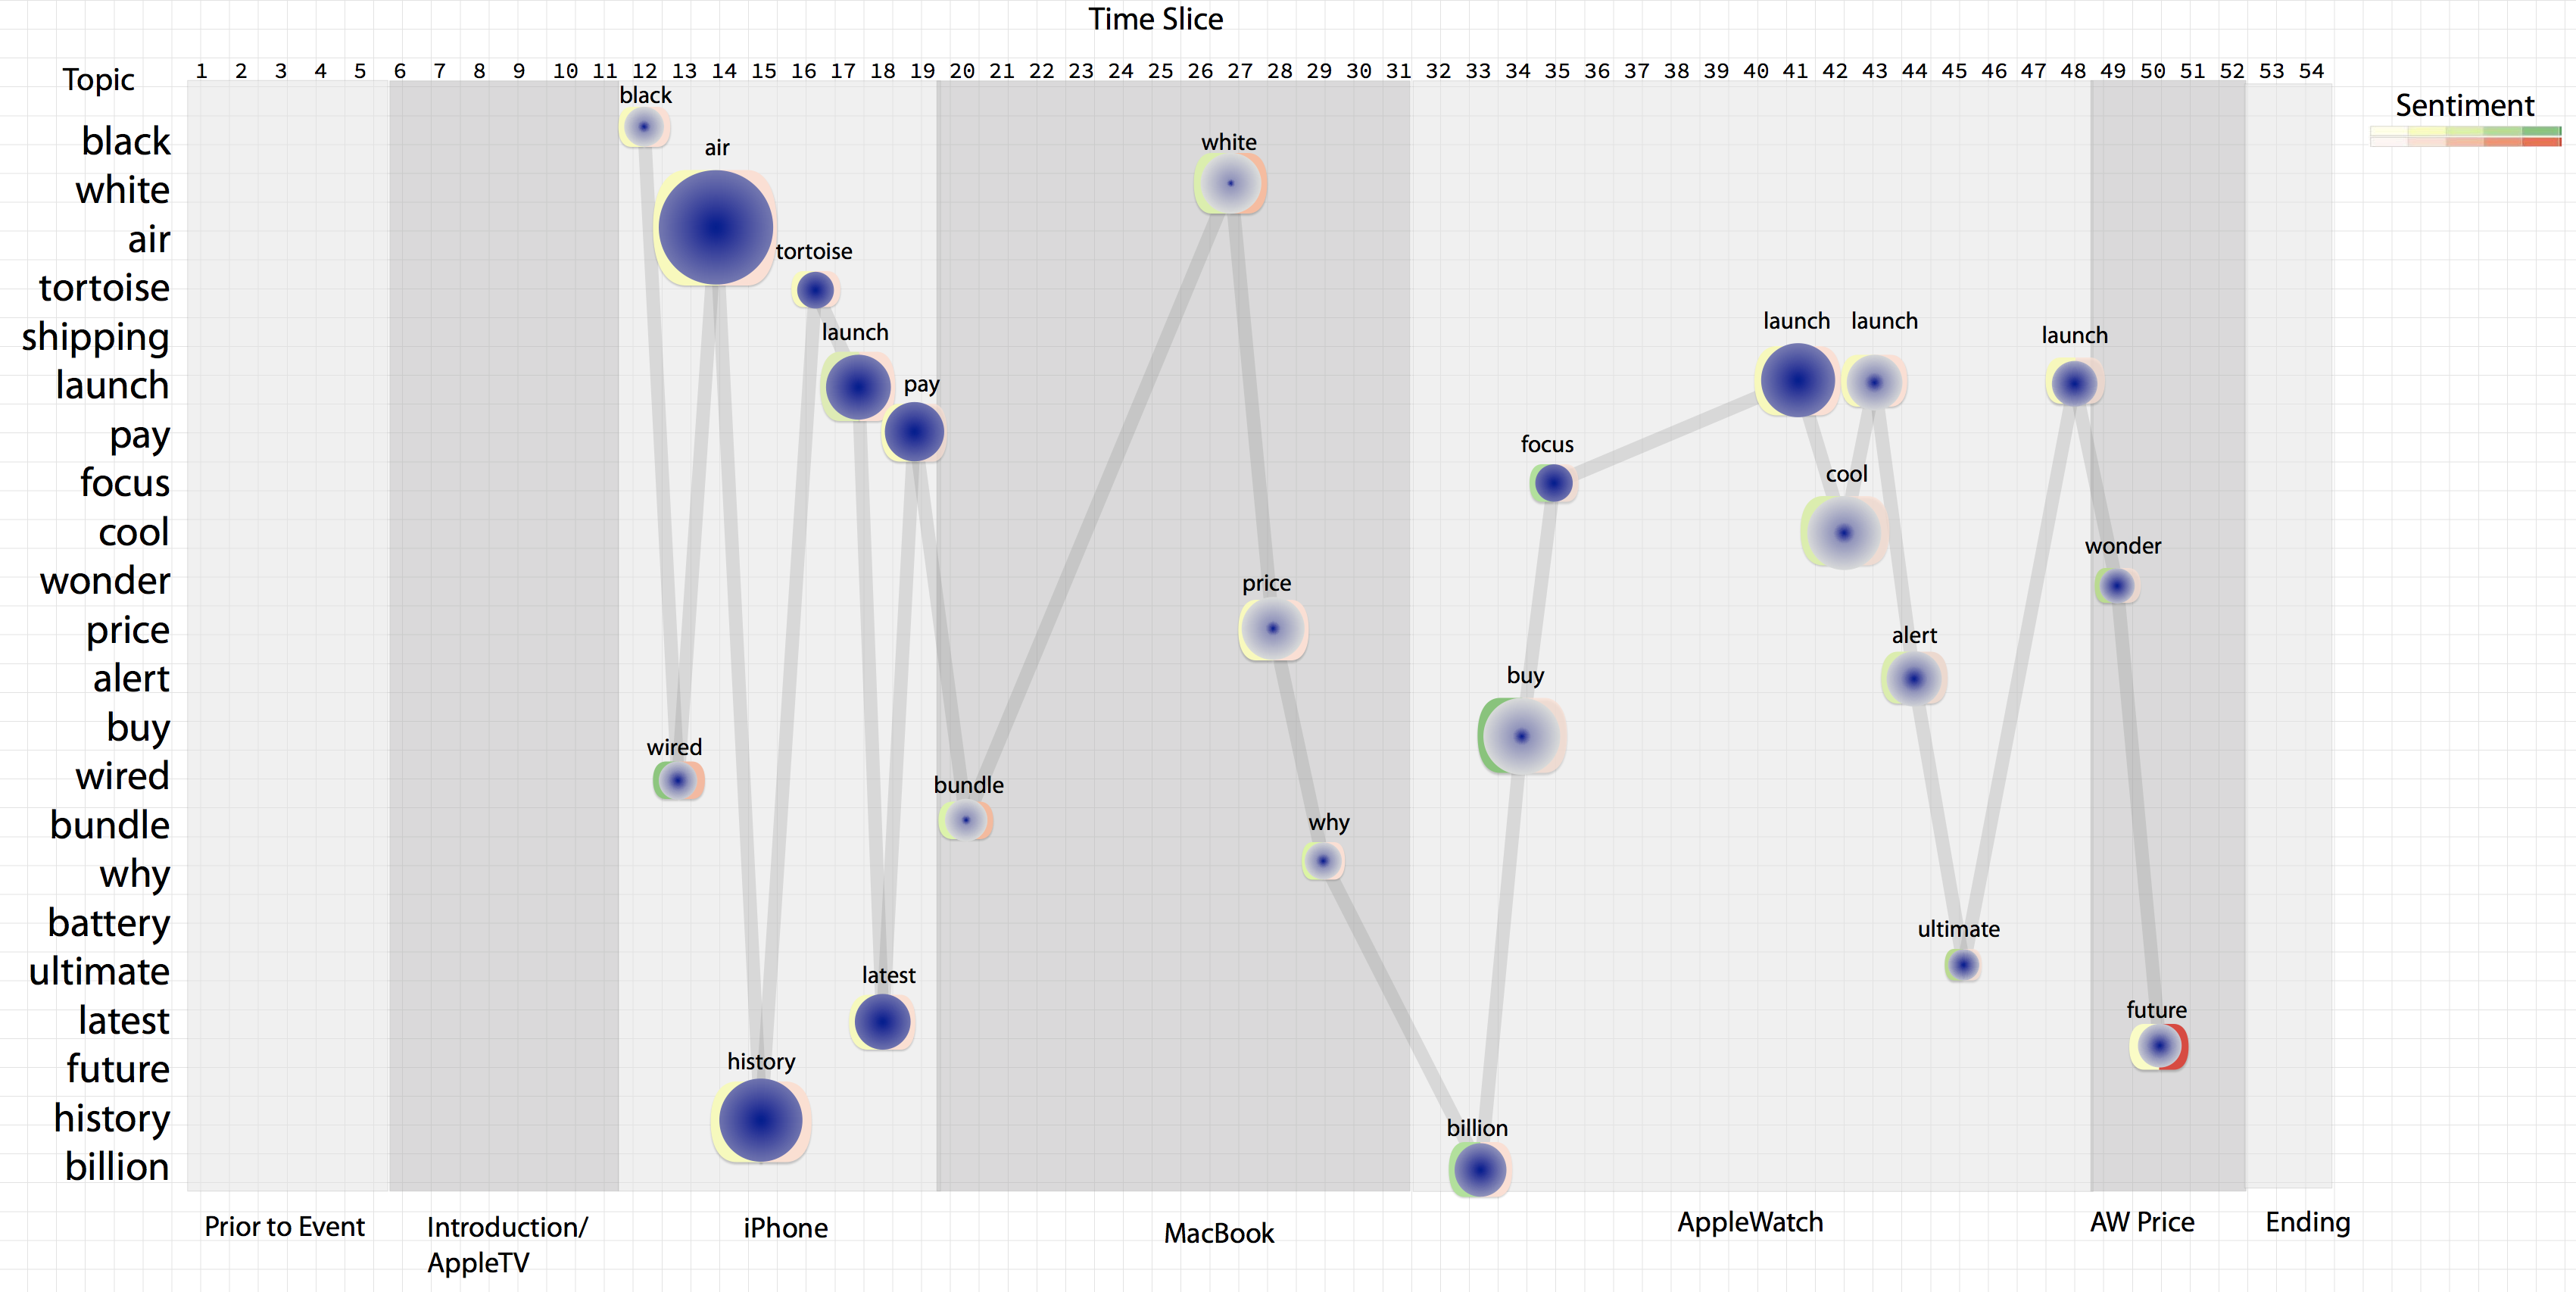 Time Slice
Topic
1 2 3 4 5 6 7 8 9 10 11 12 13 14 15 16 17 18 19 20 21 22 23 24 25 26 27 28 29 30 31 32 33 34 35 36 37 38 39 40 41 42 43 44 45 46 47 48 49 50 51 52 53 54
Sentiment
black
white
air
tortoise
shipping
launch
pay
focus
cool
wonder
price
alert
buy
wired
bundle
why
battery
ultimate
latest
future
history
billion
black
air
white
tortoise
launch
launch
launch
launch
pay
focus
cool
wonder
price
alert
buy
wired
bundle
why
ultimate
latest
future
history
billion
Prior to Event
Introduction/
AppleTV
iPhone
MacBook
AppleWatch
AW Price
Ending